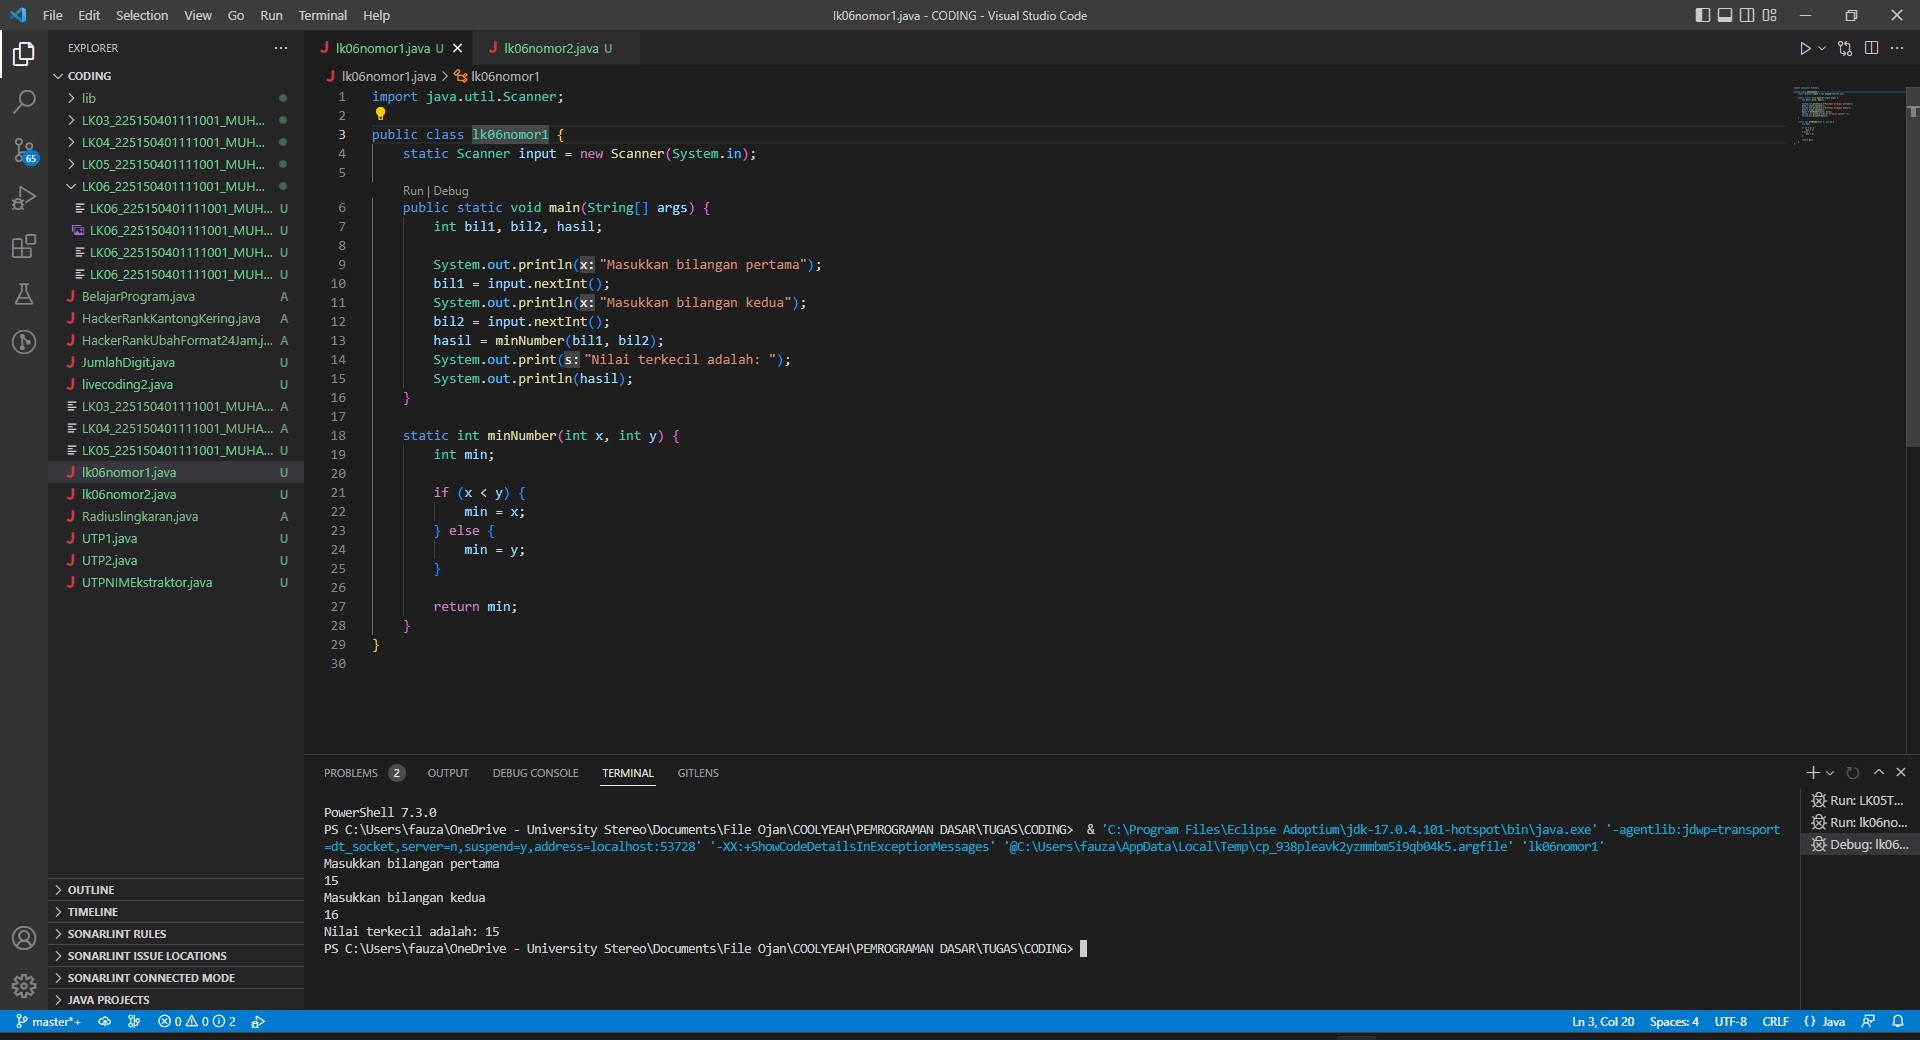 File Edit Selection View Go Run Terminal Help
lk06nomor1.java - CODING - Visual Studio Code
EXPLORER
CODING
lib
LK03_225150401111001_MUH...
LK04_225150401111001_MUH...
LK05_225150401111001_MUH...
LK06_225150401111001_MUH...
LK06_225150401111001_MUH... U
LK06_225150401111001_MUH... U
LK06_225150401111001_MUH... U
LK06_225150401111001_MUH... U
BelajarProgram.java A
HackerRankKantongKering.java A
HackerRankUbahFormat24Jam.j... A
JumlahDigit.java U
livecoding2.java U
LK03_225150401111001_MUHA... A
LK04_225150401111001_MUHA... A
LK05_225150401111001_MUHA... U
lk06nomor1.java U
lk06nomor2.java U
Radiuslingkaran.java A
UTP1.java U
UTP2.java U
UTPNIMEkstraktor.java U
OUTLINE
TIMELINE
SONARLINT RULES
SONARLINT ISSUE LOCATIONS
SONARLINT CONNECTED MODE
JAVA PROJECTS
65
lk06nomor1.java U
lk06nomor2.java U
lk06nomor1.java > lk06nomor1
1 import java.util.Scanner;
2
3 public class lk06nomor1 {
4 static Scanner input = new Scanner(System.in);
5
Run | Debug
6 public static void main(String[] args) {
7 int bil1, bil2, hasil;
8
9 System.out.println(x: "Masukkan bilangan pertama");
10 bil1 = input.nextInt();
11 System.out.println(x: "Masukkan bilangan kedua");
12 bil2 = input.nextInt();
13 hasil = minNumber(bil1, bil2);
14 System.out.print(s: "Nilai terkecil adalah: ");
15 System.out.println(hasil);
16 }
17
18 static int minNumber(int x, int y) {
19 int min;
20
21 if (x < y) {
22 min = x;
23 } else {
24 min = y;
25 }
26
27 return min;
28 }
29 }
30
PROBLEMS 2 OUTPUT DEBUG CONSOLE TERMINAL GITLENS
PowerShell 7.3.0
PS C:\Users\fauza\OneDrive - University Stereo\Documents\File Ojan\COOLYEAH\PEMROGRAMAN DASAR\TUGAS\CODING> & 'C:\Program Files\Eclipse Adoptium\jdk-17.0.4.101-hotspot\bin\java.exe' '-agentlib:jdwp=transport
=dt_socket,server=n,suspend=y,address=localhost:53728' '-XX:+ShowCodeDetailsInExceptionMessages' '@C:\Users\fauza\AppData\Local\Temp\cp_938pleavk2yzmmbm5i9qb04k5.argfile' 'lk06nomor1'
Masukkan bilangan pertama
15
Masukkan bilangan kedua
16
Nilai terkecil adalah: 15
PS C:\Users\fauza\OneDrive - University Stereo\Documents\File Ojan\COOLYEAH\PEMROGRAMAN DASAR\TUGAS\CODING>
Run: LK05T...
Run: lk06no...
Debug: lk06...
master*+ 0 0 2
Ln 3, Col 20 Spaces: 4 UTF-8 CRLF {} Java